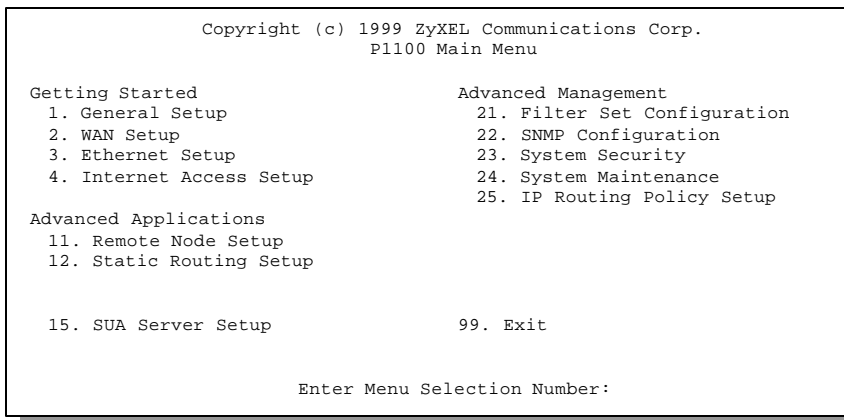 Copyright (c) 1999 ZyXEL Communications Corp.
P1100 Main Menu
Getting Started
1. General Setup
2. WAN Setup
3. Ethernet Setup
4. Internet Access Setup
Advanced Applications
11. Remote Node Setup
12. Static Routing Setup
15. SUA Server Setup
Advanced Management
21. Filter Set Configuration
22. SNMP Configuration
23. System Security
24. System Maintenance
25. IP Routing Policy Setup
99. Exit
Enter Menu Selection Number: